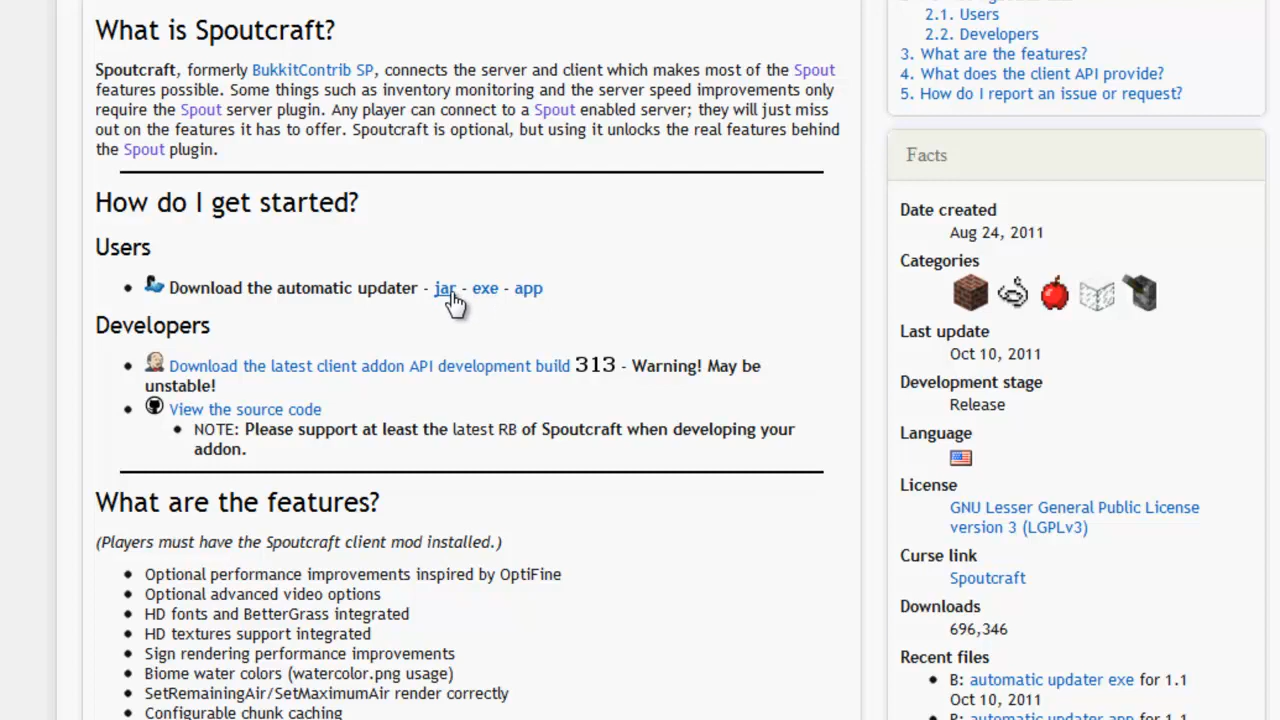 What is Spoutcraft?
Spoutcraft, formerly BukkitContrib SP, connects the server and client which makes most of the Spout
features possible. Some things such as inventory monitoring and the server speed improvements only
require the Spout server plugin. Any player can connect to a Spout enabled server; they will just miss
out on the features it has to offer. Spoutcraft is optional, but using it unlocks the real features behind
the Spout plugin.
How do I get started?
Users
Download the automatic updater - jar - exe - app
Developers
Download the latest client addon API development build 313 - Warning! May be
unstable!
View the source code
NOTE: Please support at least the latest RB of Spoutcraft when developing your
addon.
What are the features?
(Players must have the Spoutcraft client mod installed.)
Optional performance improvements inspired by OptiFine
Optional advanced video options
HD fonts and BetterGrass integrated
HD textures support integrated
Sign rendering performance improvements
Biome water colors (watercolor.png usage)
SetRemainingAir/SetMaximumAir render correctly
Configurable chunk caching
2.1. Users
2.2. Developers
3. What are the features?
4. What does the client API provide?
5. How do I report an issue or request?
Facts
Date created
Aug 24, 2011
Categories
Last update
Oct 10, 2011
Development stage
Release
Language
License
GNU Lesser General Public License
version 3 (LGPLv3)
Curse link
Spoutcraft
Downloads
696,346
Recent files
B: automatic updater exe for 1.1
Oct 10, 2011
automatic updater app for 1.1